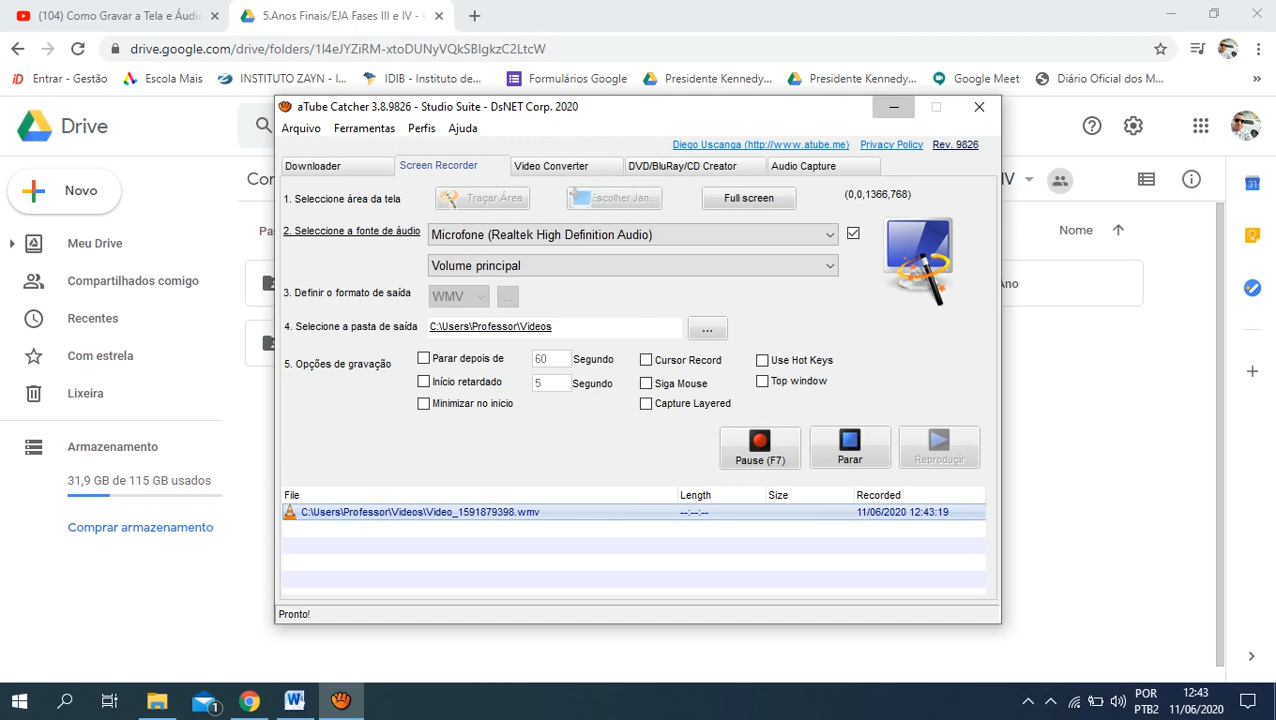 (104) Como Gravar a Tela e Áudio
5.Anos Finais/EJA Fases III e IV -
drive.google.com/drive/folders/1I4eJYZiRM-xtoDUNyVQkSBIgkzC2LtcW
Entrar - Gestão
Escola Mais
INSTITUTO ZAYN - I...
IDIB - Instituto de...
Formulários Google
Presidente Kennedy...
Presidente Kennedy...
Google Meet
Diário Oficial dos M...
aTube Catcher 3.8.9826 - Studio Suite - DsNET Corp. 2020
Drive
Arquivo Ferramentas Perfis Ajuda
Diego Uscanga (http://www.atube.me) Privacy Policy Rev. 9826
Downloader Screen Recorder Video Converter DVD/BluRay/CD Creator Audio Capture
Novo
1. Seleccione área da tela Traçar Área Escolher Jan... Full screen (0,0,1366,768)
2. Seleccione a fonte de áudio Microfone (Realtek High Definition Audio)
Volume principal
3. Definir o formato de saída WMV ...
4. Selecione a pasta de saída C:\Users\Professor\Videos ...
5. Opções de gravação
Parar depois de 60 Segundo Cursor Record Use Hot Keys
Início retardado 5 Segundo Siga Mouse Top window
Minimizar no inicio Capture Layered
Pause (F7) Parar Reproduçir
File Length Size Recorded
C:\Users\Professor\Videos\Video_1591879398.wmv --:--:-- 11/06/2020 12:43:19
Pronto!
Meu Drive
Compartilhados comigo
Recentes
Com estrela
Lixeira
Armazenamento
31,9 GB de 115 GB usados
Comprar armazenamento
IV
Nome
Ano
31
1
POR
PTB2
12:43
11/06/2020